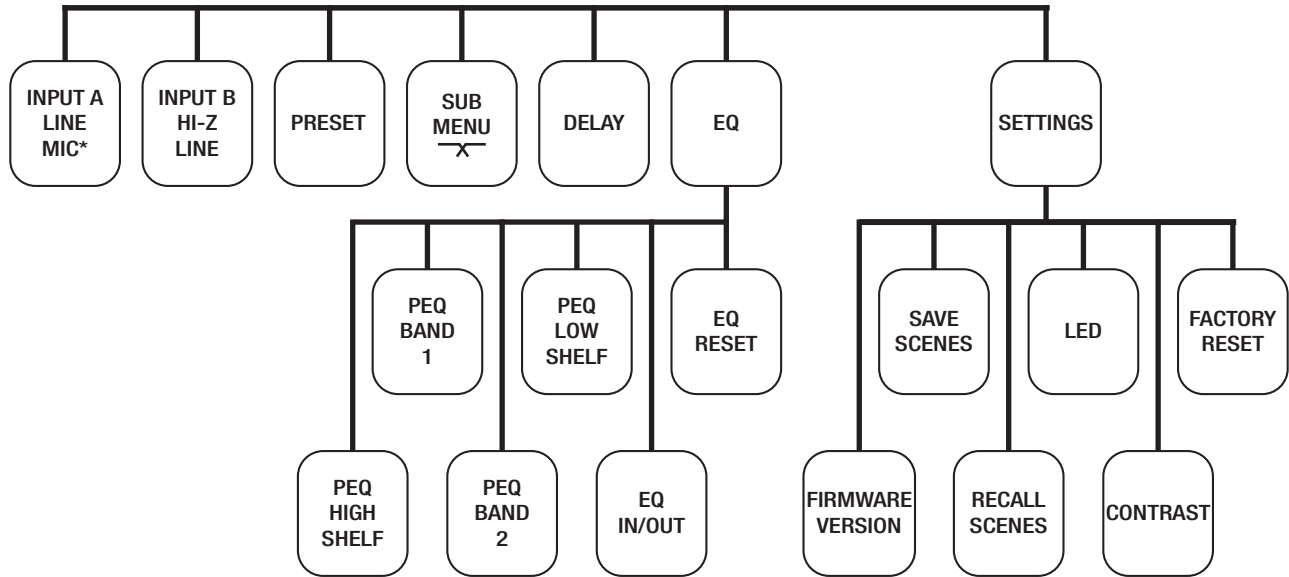 INPUT A
LINE
MIC*
INPUT B
HI-Z
LINE
PRESET
SUB
MENU
DELAY
EQ
SETTINGS
PEQ
BAND
1
PEQ
LOW
SHELF
EQ
RESET
SAVE
SCENES
LED
FACTORY
RESET
PEQ
HIGH
SHELF
PEQ
BAND
2
EQ
IN/OUT
FIRMWARE
VERSION
RECALL
SCENES
CONTRAST